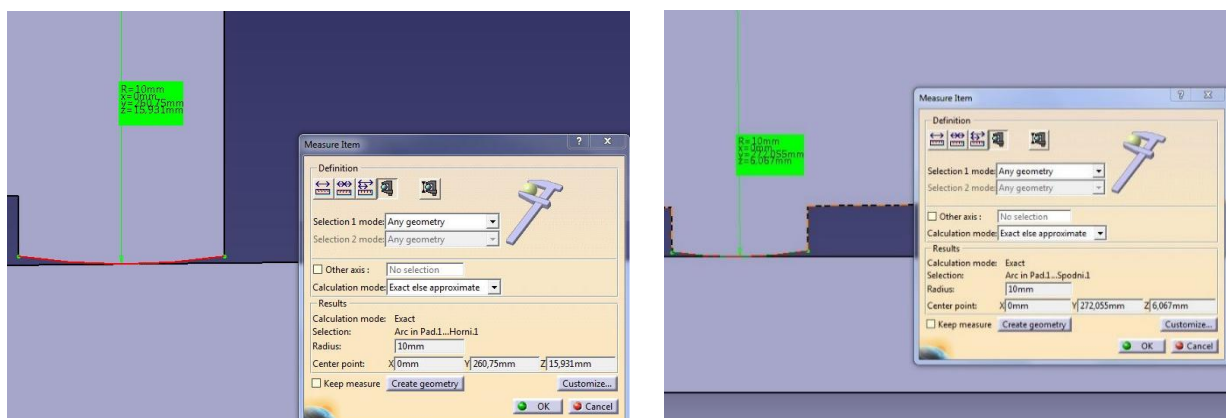 R=10mm
x=0mm
y=260,75mm
z=15,931mm
Measure Item
Definition
Selection 1 mode: Any geometry
Selection 2 mode: Any geometry
Other axis : No selection
Calculation mode: Exact else approximate
Results
Calculation mode: Exact
Selection: Arc in Pad.1...Horni.1
Radius: 10mm
Center point: X 0mm Y 260,75mm Z 15,931mm
Keep measure Create geometry Customize...
OK Cancel
R=10mm
x=0mm
y=272,055mm
z=6,067mm
Measure Item
Definition
Selection 1 mode: Any geometry
Selection 2 mode: Any geometry
Other axis : No selection
Calculation mode: Exact else approximate
Results
Calculation mode: Exact
Selection: Arc in Pad.1...Spodni.1
Radius: 10mm
Center point: X 0mm Y 272,055mm Z 6,067mm
Keep measure Create geometry Customize...
OK Cancel